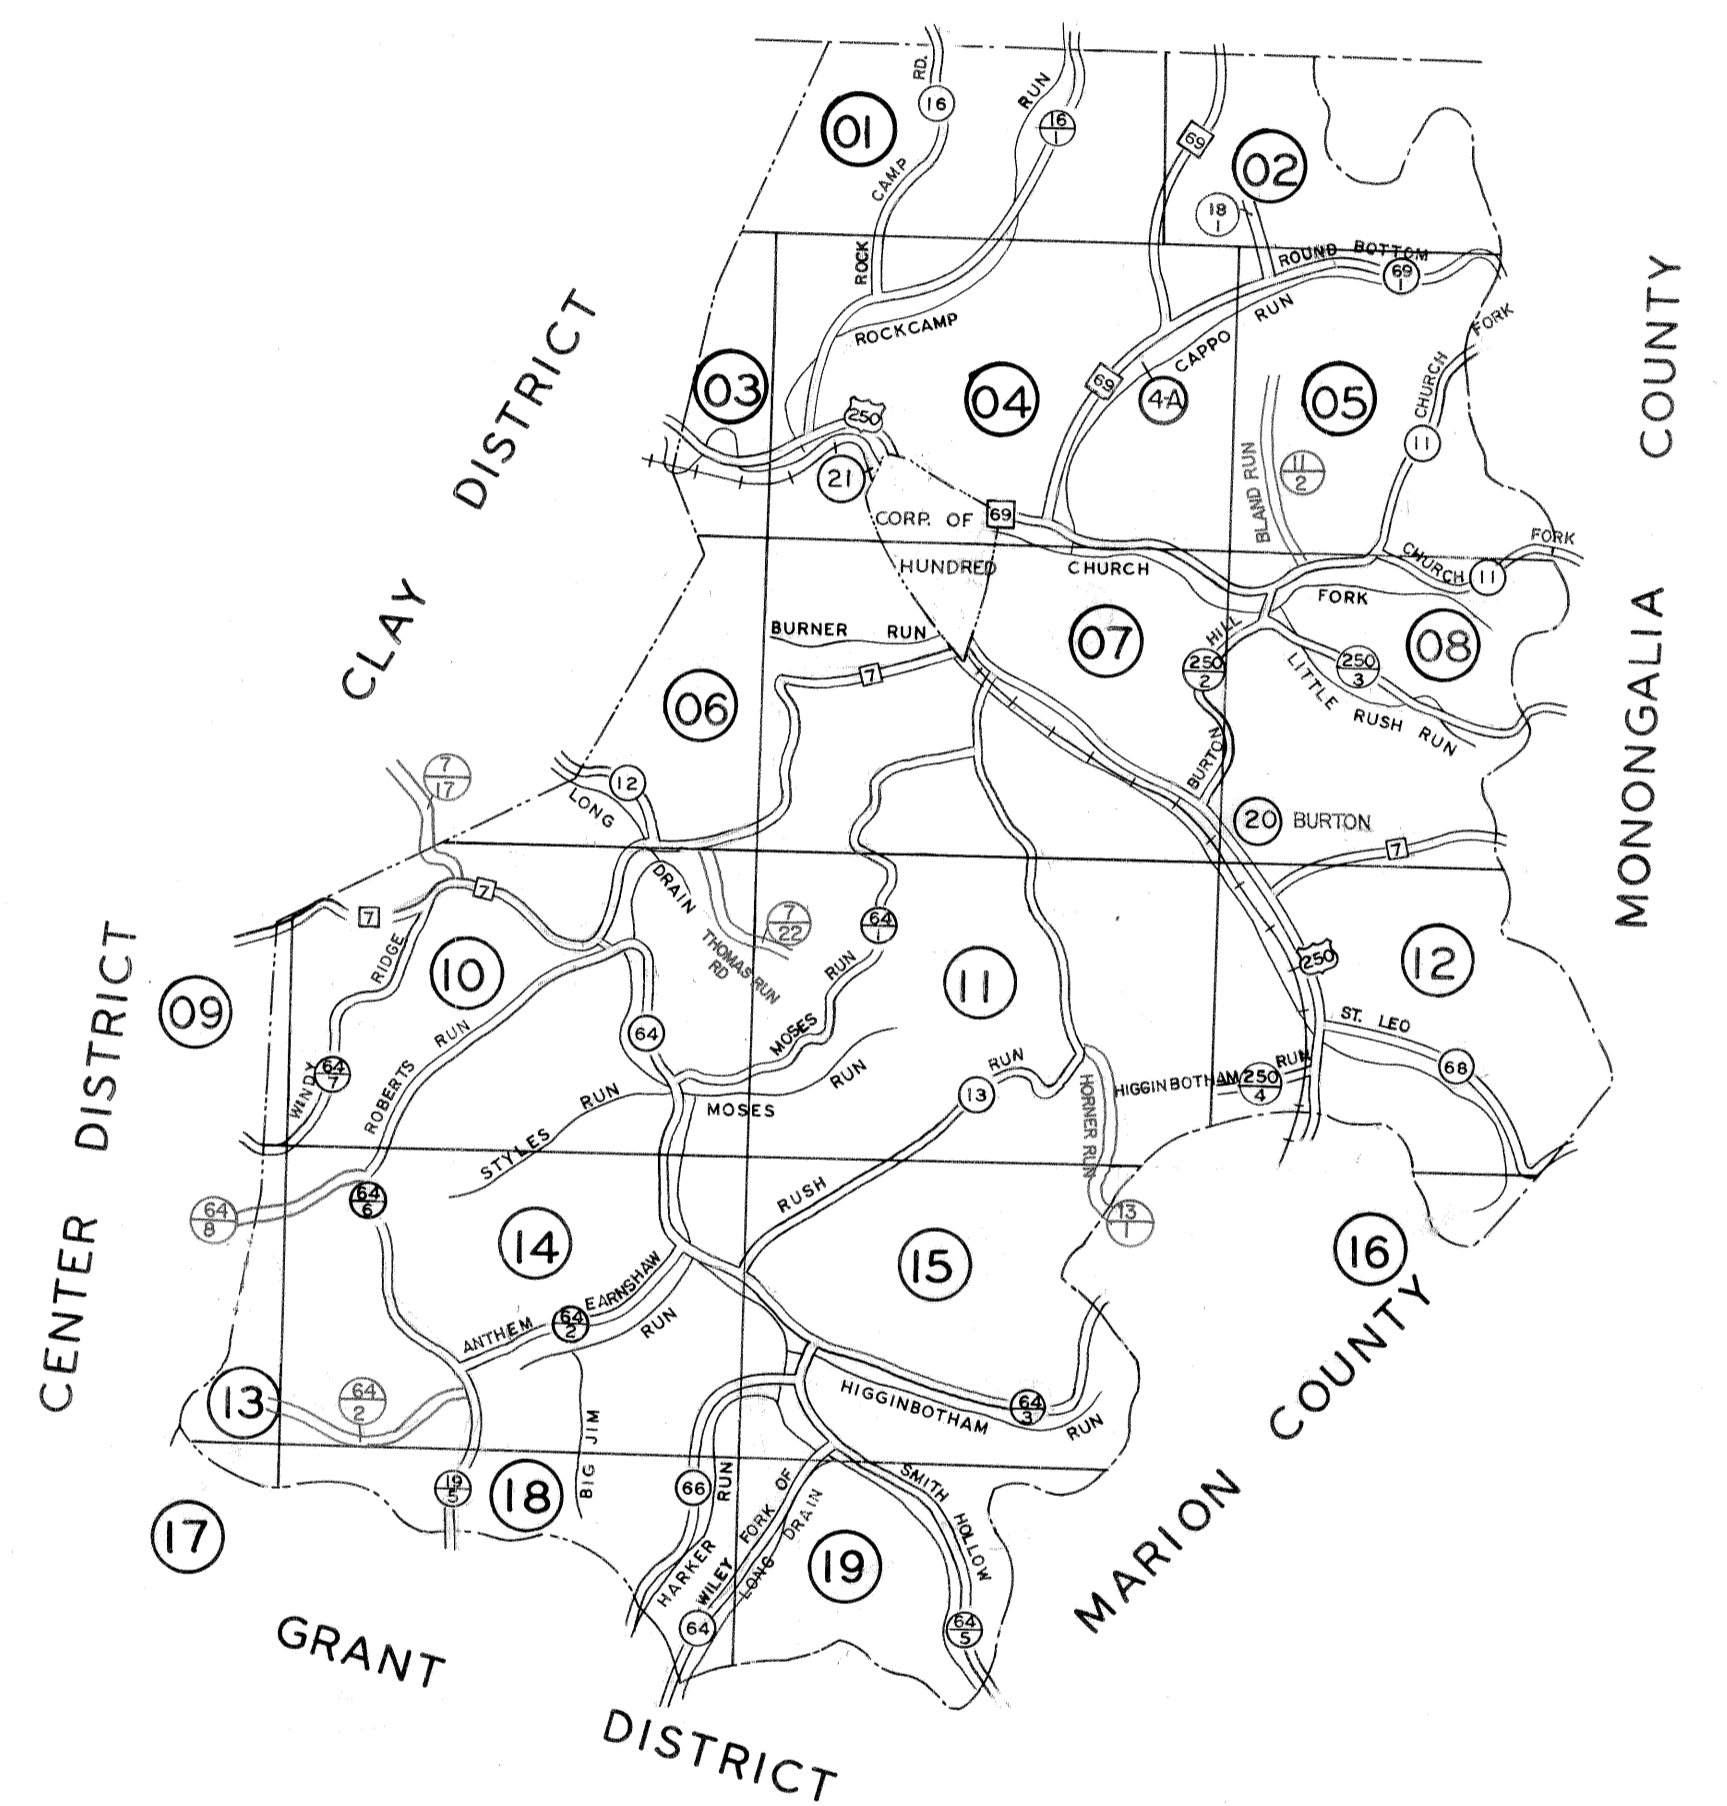 RD.
16
RUN
16
1
01
CAMP
ROCK
69
02
18
1
ROUND BOTTOM
69
1
ROCKCAMP
CAPPO RUN
FORK
CHURCH
COUNTY
MONONGALIA
CLAY DISTRICT
03
04
69
4-A
05
250
21
11
BLAND RUN
11
2
CORP. OF
HUNDRED
69
CHURCH
FORK
CHURCH
11
FORK
BURNER RUN
7
06
07
HILL
250
2
BURTON
250
3
08
LITTLE RUSH RUN
12
LONG
DRAIN
7
17
20
BURTON
7
7
7
09
RIDGE
WINDY
64
7
10
THOMAS RUN
RD
7
22
64
1
RUN
MOSES
11
250
12
ROBERTS RUN
64
STYLES RUN
MOSES
RUN
13
RUN
RUSH
HORNER RUN
13
1
HIGGINBOTHAM RUN
250
4
ST. LEO
68
CENTER DISTRICT
64
8
64
6
14
15
16
ANTHEM
64
2
EARNSHAW
RUN
13
64
2
BIG JIM
HIGGINBOTHAM
64
3
RUN
19
5
18
66
RUN
HARKER
WILEY FORK OF
LONG DRAIN
64
SMITH HOLLOW
64
5
17
19
MARION COUNTY
GRANT
DISTRICT